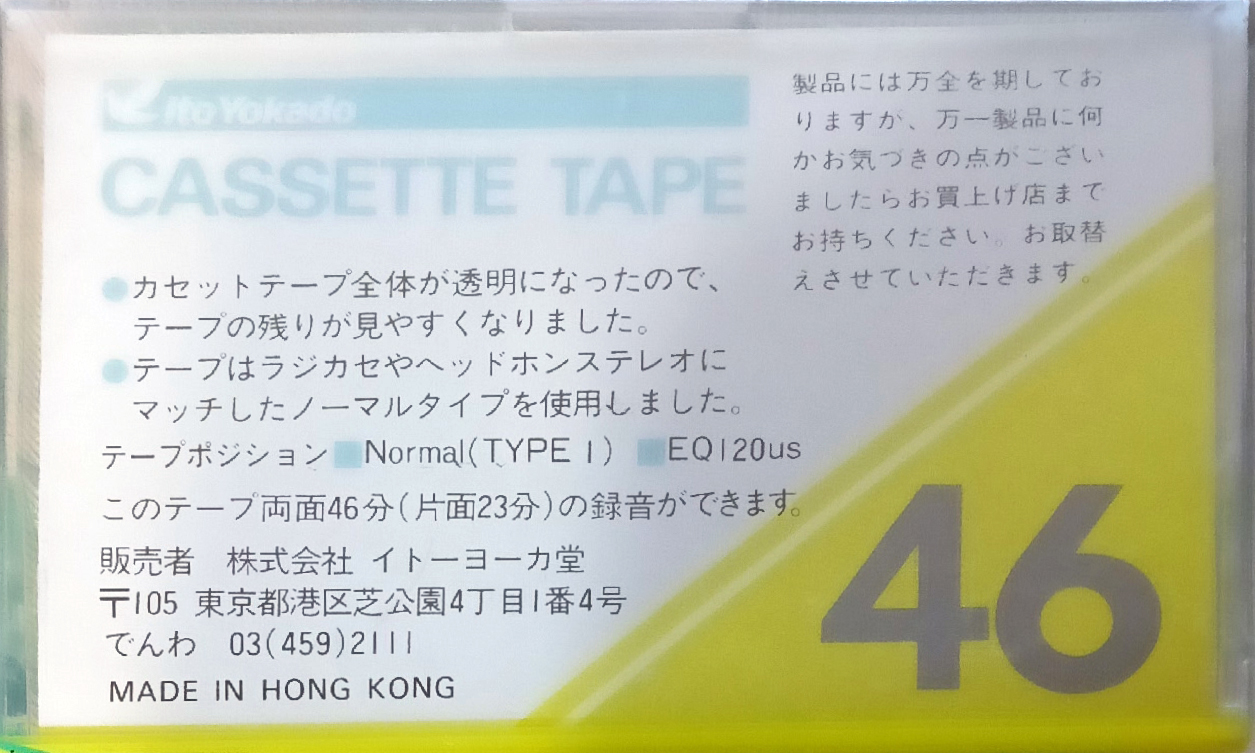 Ito Yokado
CASSETTE TAPE
●カセットテープ全体が透明になったので、
テープの残りが見やすくなりました。
●テープはラジカセやヘッドホンステレオに
マッチしたノーマルタイプを使用しました。
テープポジション■Normal(TYPE I) ■EQ120us
このテープ両面46分(片面23分)の録音ができます。
販売者 株式会社 イトーヨーカ堂
〒105 東京都港区芝公園4丁目1番4号
でんわ 03(459)2111
MADE IN HONG KONG
製品には万全を期してお
りますが、万一製品に何
かお気づきの点がござい
ましたらお買上げ店まで
お持ちください。お取替
えさせていただきます。
46